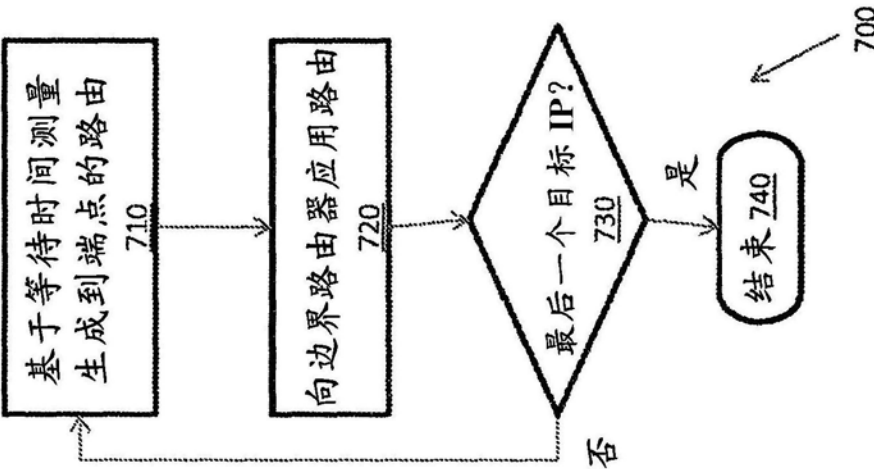 基于等待时间测量
生成到端点的路由
710
向边界路由器应用路由
720
最后一个目标 IP?
730
否
是
结束 740
700